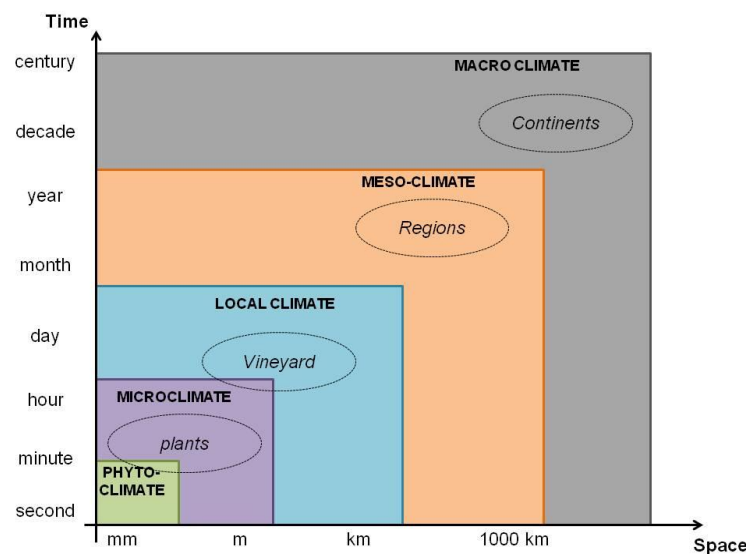 Time
century
MACRO CLIMATE
Continents
decade
MESO-CLIMATE
year
Regions
month
LOCAL CLIMATE
day
Vineyard
MICROCLIMATE
hour
plants
minute
PHYTO-
CLIMATE
second
mm m km 1000 km
Space